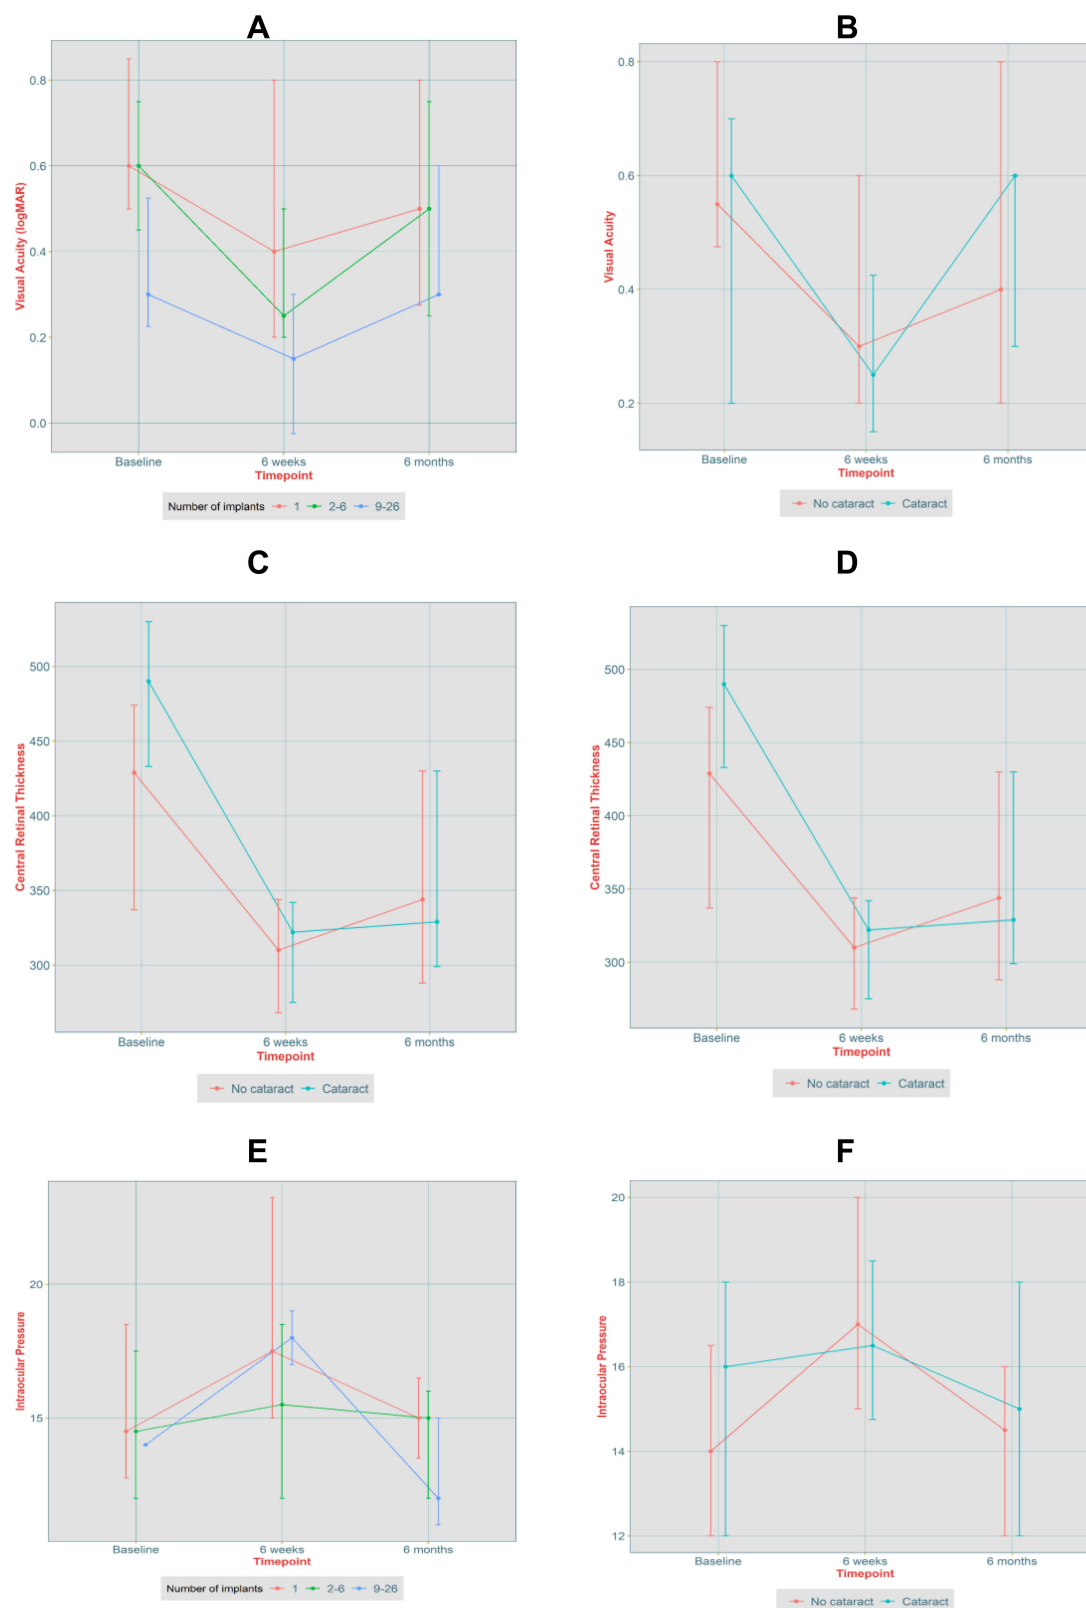 A
0.8
0.6
0.4
0.2
0.0
Visual Acuity (logMAR)
Baseline 6 weeks 6 months
Timepoint
Number of implants 1 2-6 9-26
B
0.8
0.6
0.4
0.2
Visual Acuity
Baseline 6 weeks 6 months
Timepoint
No cataract Cataract
C
500
450
400
350
300
Central Retinal Thickness
Baseline 6 weeks 6 months
Timepoint
No cataract Cataract
D
500
450
400
350
300
Central Retinal Thickness
Baseline 6 weeks 6 months
Timepoint
No cataract Cataract
E
20
15
Intraocular Pressure
Baseline 6 weeks 6 months
Timepoint
Number of implants 1 2-6 9-26
F
20
18
16
14
12
Intraocular Pressure
Baseline 6 weeks 6 months
Timepoint
No cataract Cataract